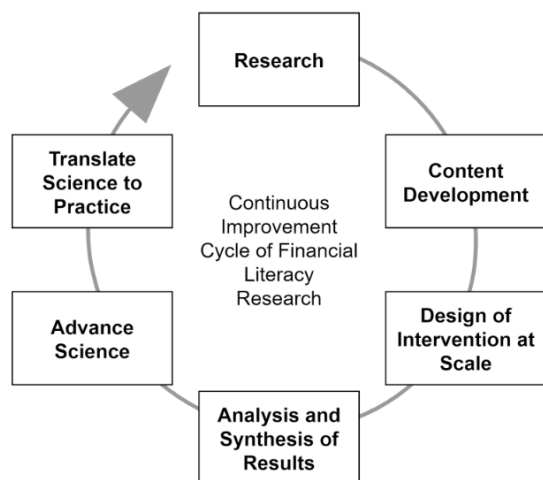 Research
Content
Development
Design of
Intervention at
Scale
Analysis and
Synthesis of
Results
Advance
Science
Translate
Science to
Practice
Continuous
Improvement
Cycle of Financial
Literacy
Research